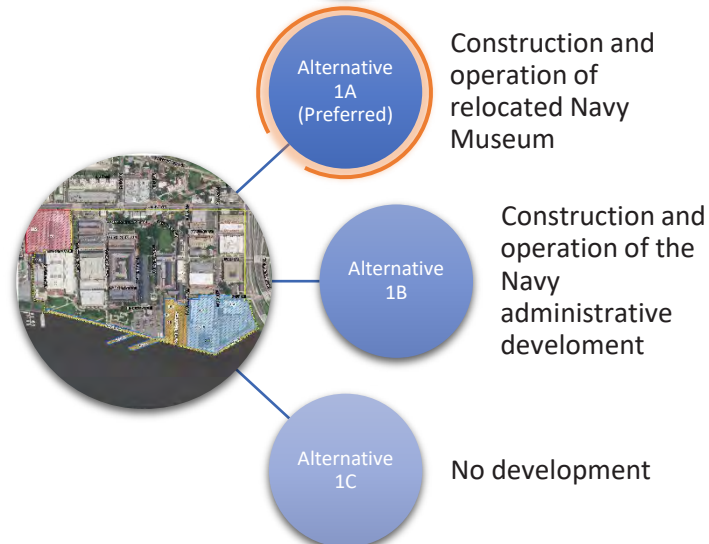 Alternative
1A
(Preferred)
Construction and
operation of
relocated Navy
Museum
Alternative
1B
Construction and
operation of the
Navy
administrative
develoment
Alternative
1C
No development